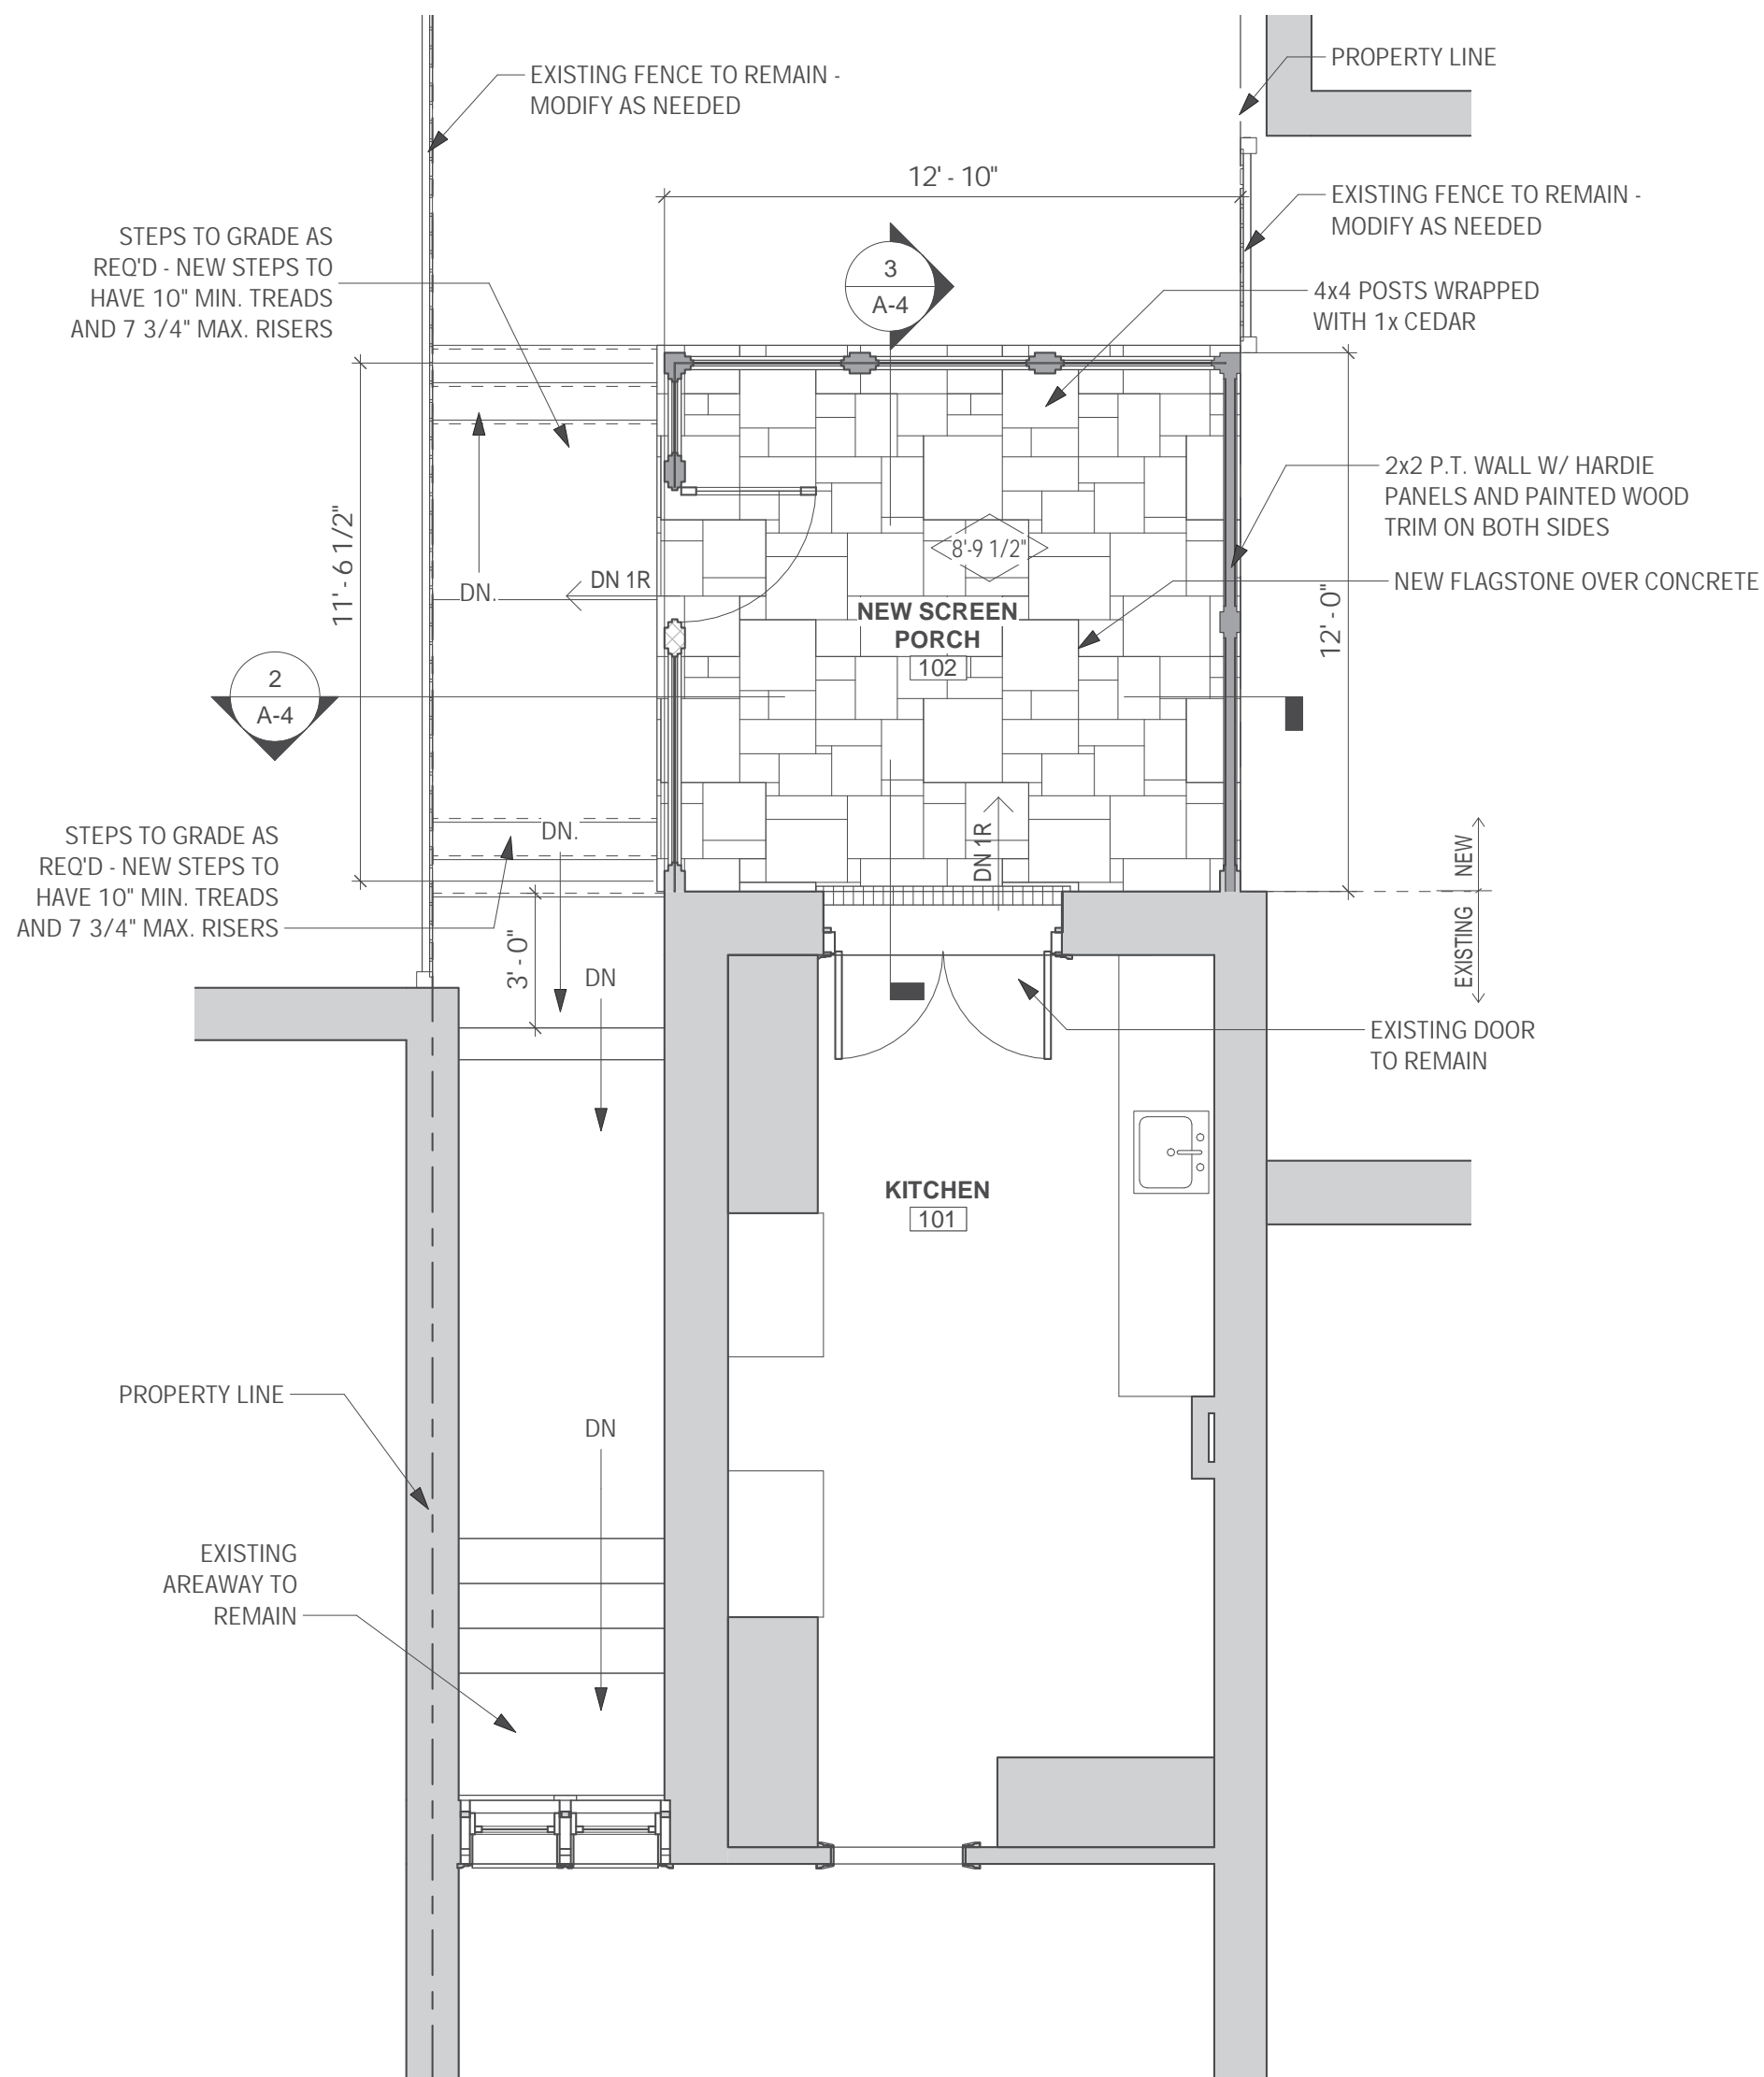 EXISTING FENCE TO REMAIN -
MODIFY AS NEEDED
PROPERTY LINE
12' - 10"
EXISTING FENCE TO REMAIN -
MODIFY AS NEEDED
STEPS TO GRADE AS
REQ'D - NEW STEPS TO
HAVE 10" MIN. TREADS
AND 7 3/4" MAX. RISERS
3
A-4
4x4 POSTS WRAPPED
WITH 1x CEDAR
2x2 P.T. WALL W/ HARDIE
PANELS AND PAINTED WOOD
TRIM ON BOTH SIDES
11' - 6 1/2"
8'-9 1/2"
DN.
DN 1R
NEW FLAGSTONE OVER CONCRETE
NEW SCREEN
PORCH
102
12' - 0"
2
A-4
STEPS TO GRADE AS
REQ'D - NEW STEPS TO
HAVE 10" MIN. TREADS
AND 7 3/4" MAX. RISERS
DN.
DN 1R
NEW
EXISTING
3' - 0"
DN
EXISTING DOOR
TO REMAIN
KITCHEN
101
PROPERTY LINE
DN
EXISTING
AREAWAY TO
REMAIN